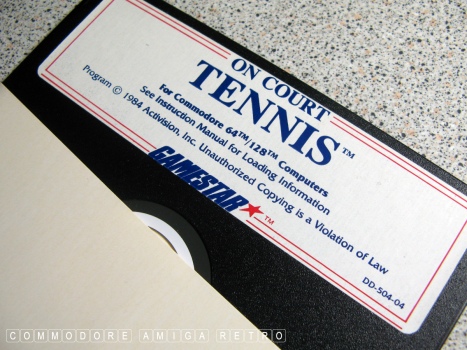 ON COURT
TENNIS™
For Commodore 64™/128™ Computers
See Instruction Manual for Loading Information
Program © 1984 Activision, Inc. Unauthorized Copying is a Violation of Law
GAMESTAR™
DD-504-04
COMMODORE AMIGA RETRO